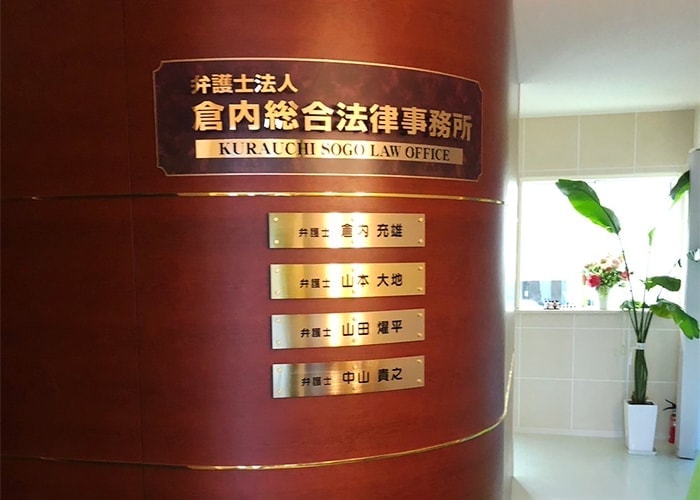 弁護士法人
倉内総合法律事務所
KURAUCHI SOGO LAW OFFICE
弁護士 倉内 充雄
弁護士 山本 大地
弁護士 山田 燿平
弁護士 中山 貴之